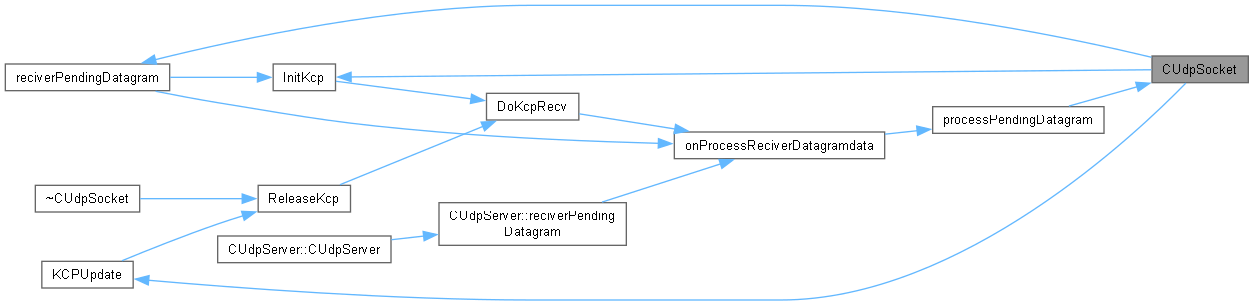 CUdpSocket
reciverPendingDatagram
InitKcp
DoKcpRecv
processPendingDatagram
onProcessReciverDatagramdata
~CUdpSocket
ReleaseKcp
CUdpServer::reciverPending
Datagram
CUdpServer::CUdpServer
KCPUpdate